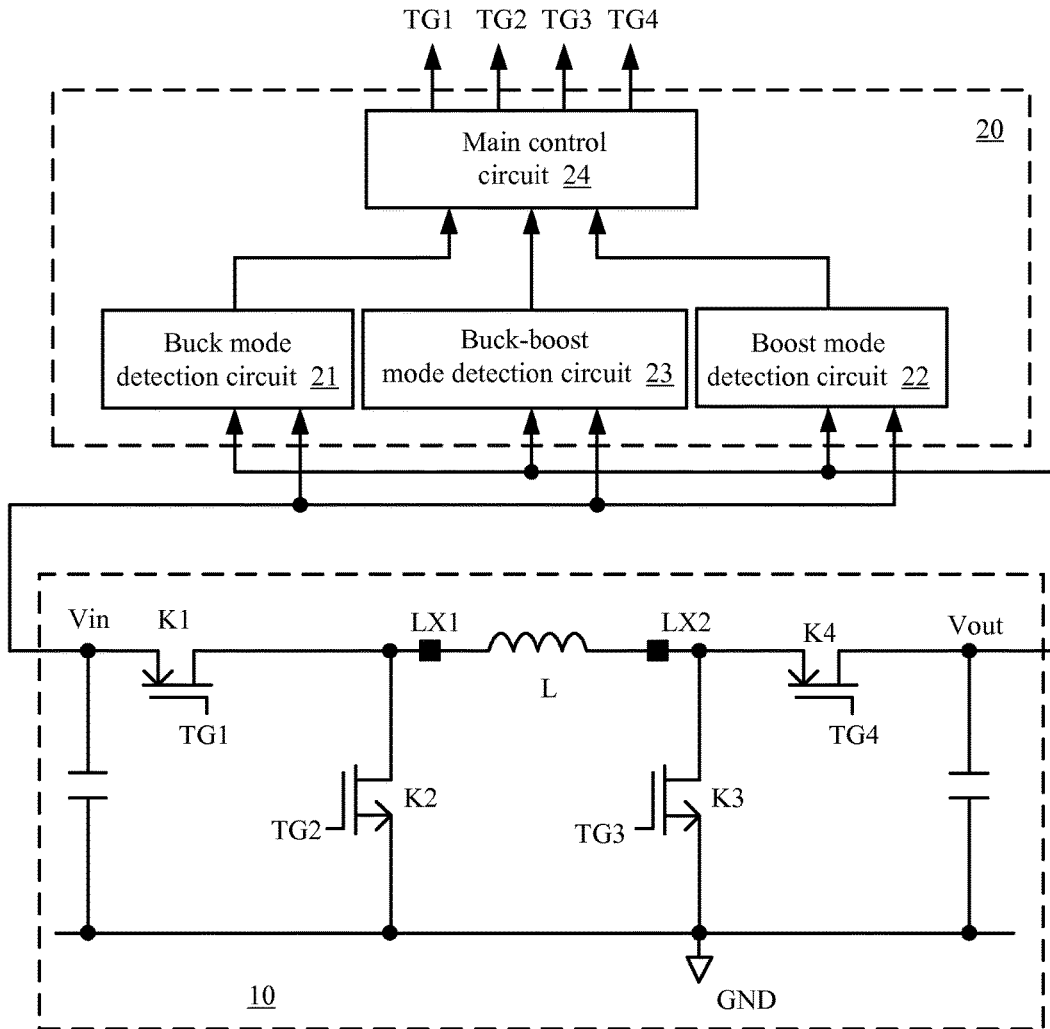 TG1 TG2 TG3 TG4
Main control
circuit 24
20
Buck mode
detection circuit 21
Buck-boost
mode detection circuit 23
Boost mode
detection circuit 22
Vin
K1
LX1
LX2
K4
Vout
L
TG1
TG4
K2
K3
TG2
TG3
10
GND